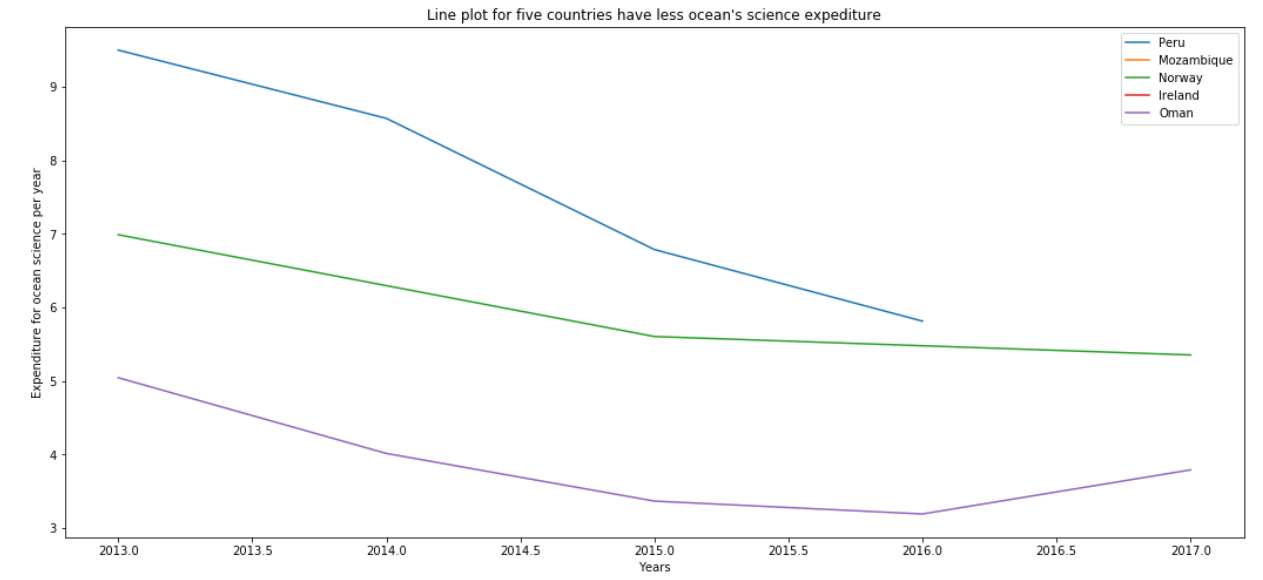 Line plot for five countries have less ocean's science expediture
Peru
Mozambique
Norway
Ireland
Oman
Expenditure for ocean science per year
9
8
7
6
5
4
3
2013.0 2013.5 2014.0 2014.5 2015.0 2015.5 2016.0 2016.5 2017.0
Years